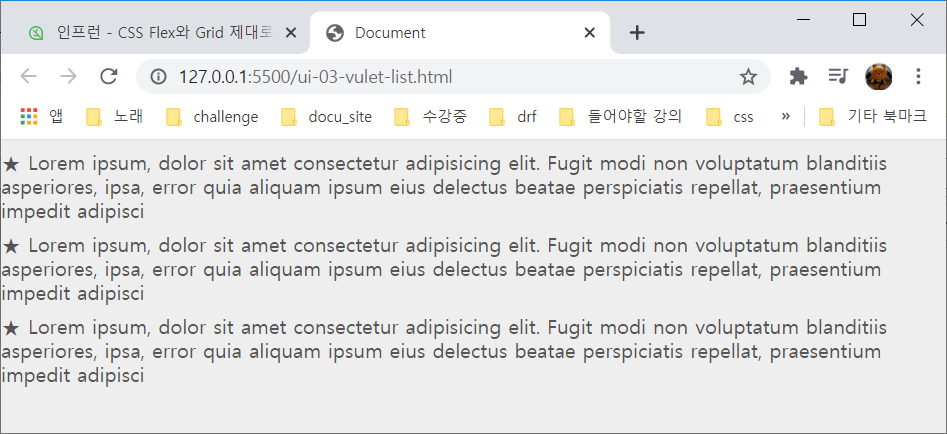 인프런 - CSS Flex와 Grid 제대로
Document
127.0.0.1:5500/ui-03-vulet-list.html
앱 노래 challenge docu_site 수강중 drf 들어야할 강의 css » 기타 북마크
★ Lorem ipsum, dolor sit amet consectetur adipisicing elit. Fugit modi non voluptatum blanditiis
asperiores, ipsa, error quia aliquam ipsum eius delectus beatae perspiciatis repellat, praesentium
impedit adipisci
★ Lorem ipsum, dolor sit amet consectetur adipisicing elit. Fugit modi non voluptatum blanditiis
asperiores, ipsa, error quia aliquam ipsum eius delectus beatae perspiciatis repellat, praesentium
impedit adipisci
★ Lorem ipsum, dolor sit amet consectetur adipisicing elit. Fugit modi non voluptatum blanditiis
asperiores, ipsa, error quia aliquam ipsum eius delectus beatae perspiciatis repellat, praesentium
impedit adipisci